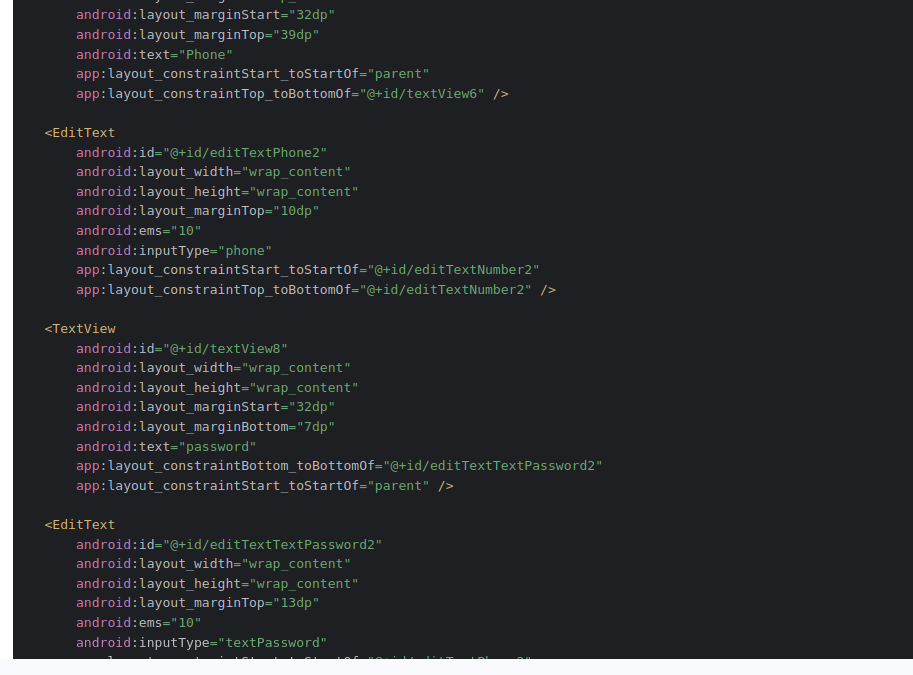 android:layout_marginStart="32dp"
android:layout_marginTop="39dp"
android:text="Phone"
app:layout_constraintStart_toStartOf="parent"
app:layout_constraintTop_toBottomOf="@+id/textView6" />
<EditText
android:id="@+id/editTextPhone2"
android:layout_width="wrap_content"
android:layout_height="wrap_content"
android:layout_marginTop="10dp"
android:ems="10"
android:inputType="phone"
app:layout_constraintStart_toStartOf="@+id/editTextNumber2"
app:layout_constraintTop_toBottomOf="@+id/editTextNumber2" />
<TextView
android:id="@+id/textView8"
android:layout_width="wrap_content"
android:layout_height="wrap_content"
android:layout_marginStart="32dp"
android:layout_marginBottom="7dp"
android:text="password"
app:layout_constraintBottom_toBottomOf="@+id/editTextTextPassword2"
app:layout_constraintStart_toStartOf="parent" />
<EditText
android:id="@+id/editTextTextPassword2"
android:layout_width="wrap_content"
android:layout_height="wrap_content"
android:layout_marginTop="13dp"
android:ems="10"
android:inputType="textPassword"